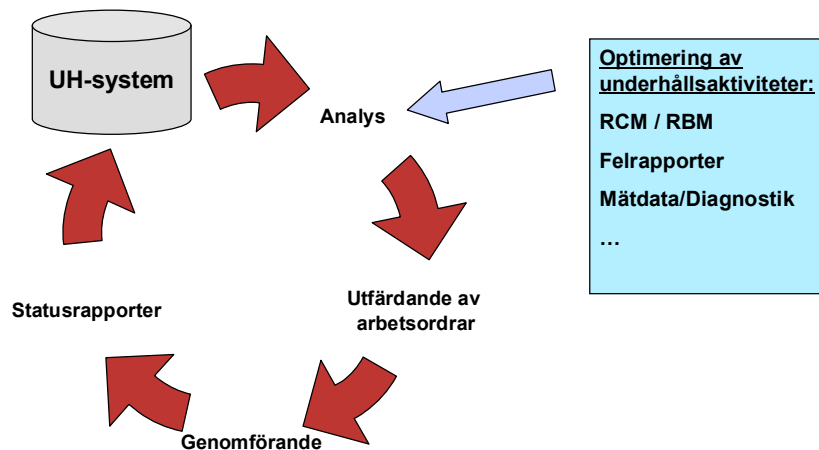 UH-system
Analys
Optimering av
underhållsaktiviteter:
RCM / RBM
Felrapporter
Mätdata/Diagnostik
…
Utfärdande av
arbetsordrar
Genomförande
Statusrapporter